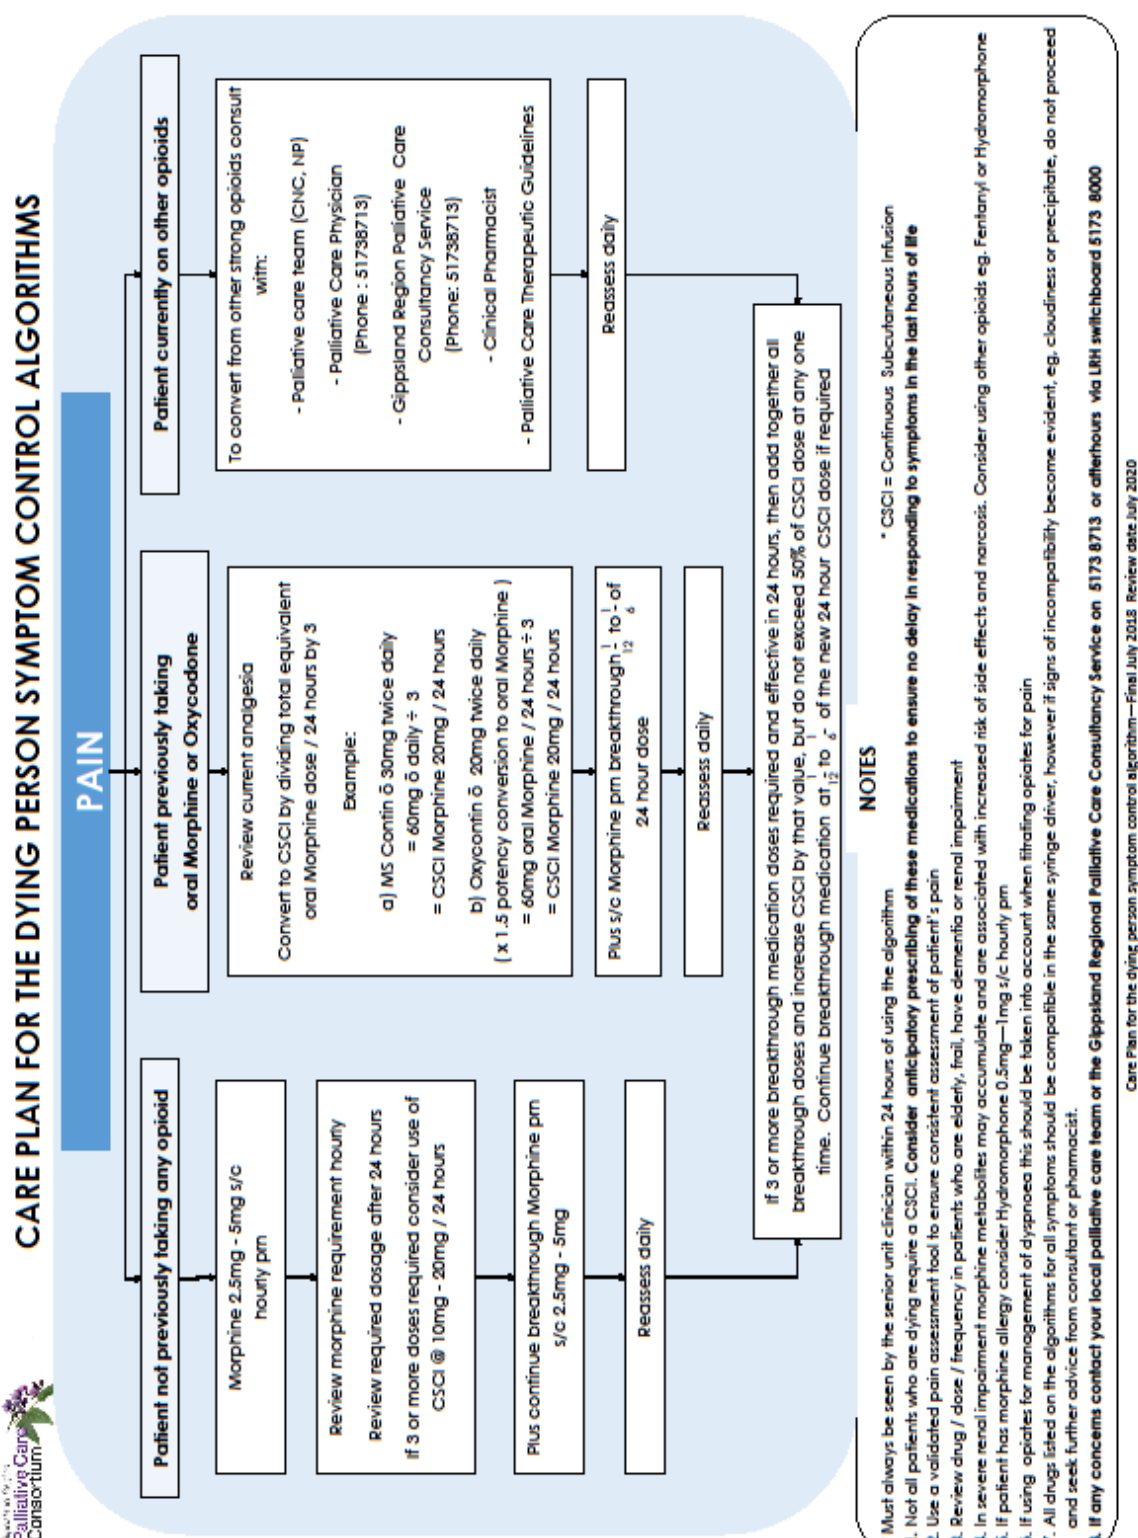 Palliative Care
Consortium
CARE PLAN FOR THE DYING PERSON SYMPTOM CONTROL ALGORITHMS
PAIN
Patient not previously taking any opioid
Morphine 2.5mg - 5mg s/c
hourly prn
Review morphine requirement hourly
Review required dosage after 24 hours
If 3 or more doses required consider use of
CSCI @ 10mg - 20mg / 24 hours
Plus continue breakthrough Morphine prn
s/c 2.5mg - 5mg
Reassess daily
Patient previously taking
oral Morphine or Oxycodone
Review current analgesia
Convert to CSCI by dividing total equivalent
oral Morphine dose / 24 hours by 3
Example:
a) MS Contin ō 30mg twice daily
= 60mg ō daily ÷ 3
= CSCI Morphine 20mg / 24 hours
b) Oxycontin ō 20mg twice daily
( x 1.5 potency conversion to oral Morphine )
= 60mg oral Morphine / 24 hours ÷ 3
= CSCI Morphine 20mg / 24 hours
Plus s/c Morphine prn breakthrough 1/12 to 1/6 of
24 hour dose
Reassess daily
Patient currently on other opioids
To convert from other strong opioids consult
with:
- Palliative care team (CNC, NP)
- Palliative Care Physician
(Phone : 51738713)
- Gippsland Region Palliative Care
Consultancy Service
(Phone: 51738713)
- Clinical Pharmacist
- Palliative Care Therapeutic Guidelines
Reassess daily
If 3 or more breakthrough medication doses required and effective in 24 hours, then add together all
breakthrough doses and increase CSCI by that value, but do not exceed 50% of CSCI dose at any one
time. Continue breakthrough medication at 1/12 to 1/6 of the new 24 hour CSCI dose if required
NOTES
* CSCI = Continuous Subcutaneous Infusion
Must always be seen by the senior unit clinician within 24 hours of using the algorithm
1. Not all patients who are dying require a CSCI. Consider anticipatory prescribing of these medications to ensure no delay in responding to symptoms in the last hours of life
2. Use a validated pain assessment tool to ensure consistent assessment of patient's pain
Review drug / dose / frequency in patients who are elderly, frail, have dementia or renal impairment
In severe renal impairment morphine metabolites may accumulate and are associated with increased risk of side effects and narcosis. Consider using other opioids eg. Fentanyl or Hydromorphone
If patient has morphine allergy consider Hydromorphone 0.5mg—1mg s/c hourly prn
If using opiates for management of dyspnoea this should be taken into account when titrating opiates for pain
All drugs listed on the algorithms for all symptoms should be compatible in the same syringe driver, however if signs of incompatibility become evident, eg, cloudiness or precipitate, do not proceed
and seek further advice from consultant or pharmacist.
If any concerns contact your local palliative care team or the Gippsland Regional Palliative Care Consultancy Service on 5173 8713 or afterhours via LRH switchboard 5173 8000
Care Plan for the dying person symptom control algorithm—Final July 2018 Review date July 2020